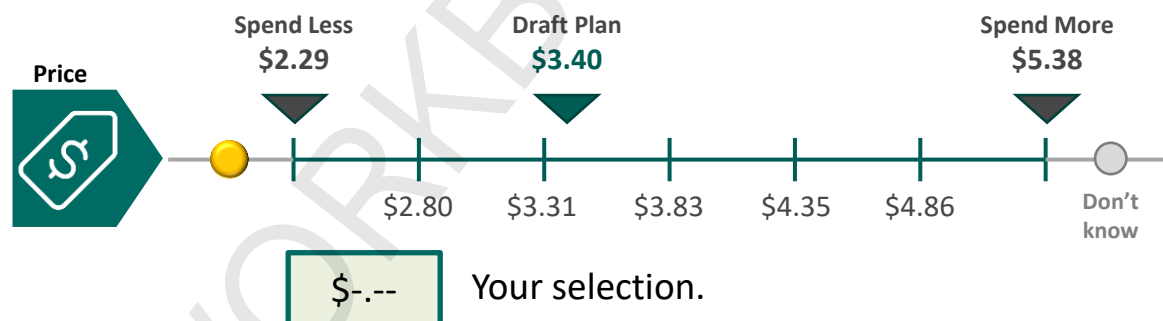 Spend Less
$2.29
Draft Plan
$3.40
Spend More
$5.38
Price
$
$2.80
$3.31
$3.83
$4.35
$4.86
Don't
know
$-.--
Your selection.